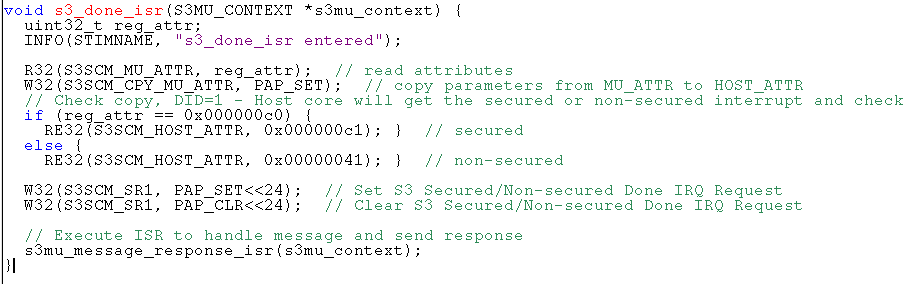 void s3_done_isr(S3MU_CONTEXT *s3mu_context) {
  uint32_t reg_attr;
  INFO(STIMNAME, "s3_done_isr entered");

  R32(S3SCM_MU_ATTR, reg_attr);  // read attributes
  W32(S3SCM_CPY_MU_ATTR, PAP_SET);  // copy parameters from MU_ATTR to HOST_ATTR
  // Check copy, DID=1 - Host core will get the secured or non-secured interrupt and check
  if (reg_attr == 0x000000c0) {
    RE32(S3SCM_HOST_ATTR, 0x000000c1); }  // secured
  else {
    RE32(S3SCM_HOST_ATTR, 0x00000041); }  // non-secured

  W32(S3SCM_SR1, PAP_SET<<24);  // Set S3 Secured/Non-secured Done IRQ Request
  W32(S3SCM_SR1, PAP_CLR<<24);  // Clear S3 Secured/Non-secured Done IRQ Request

  // Execute ISR to handle message and send response
  s3mu_message_response_isr(s3mu_context);
}